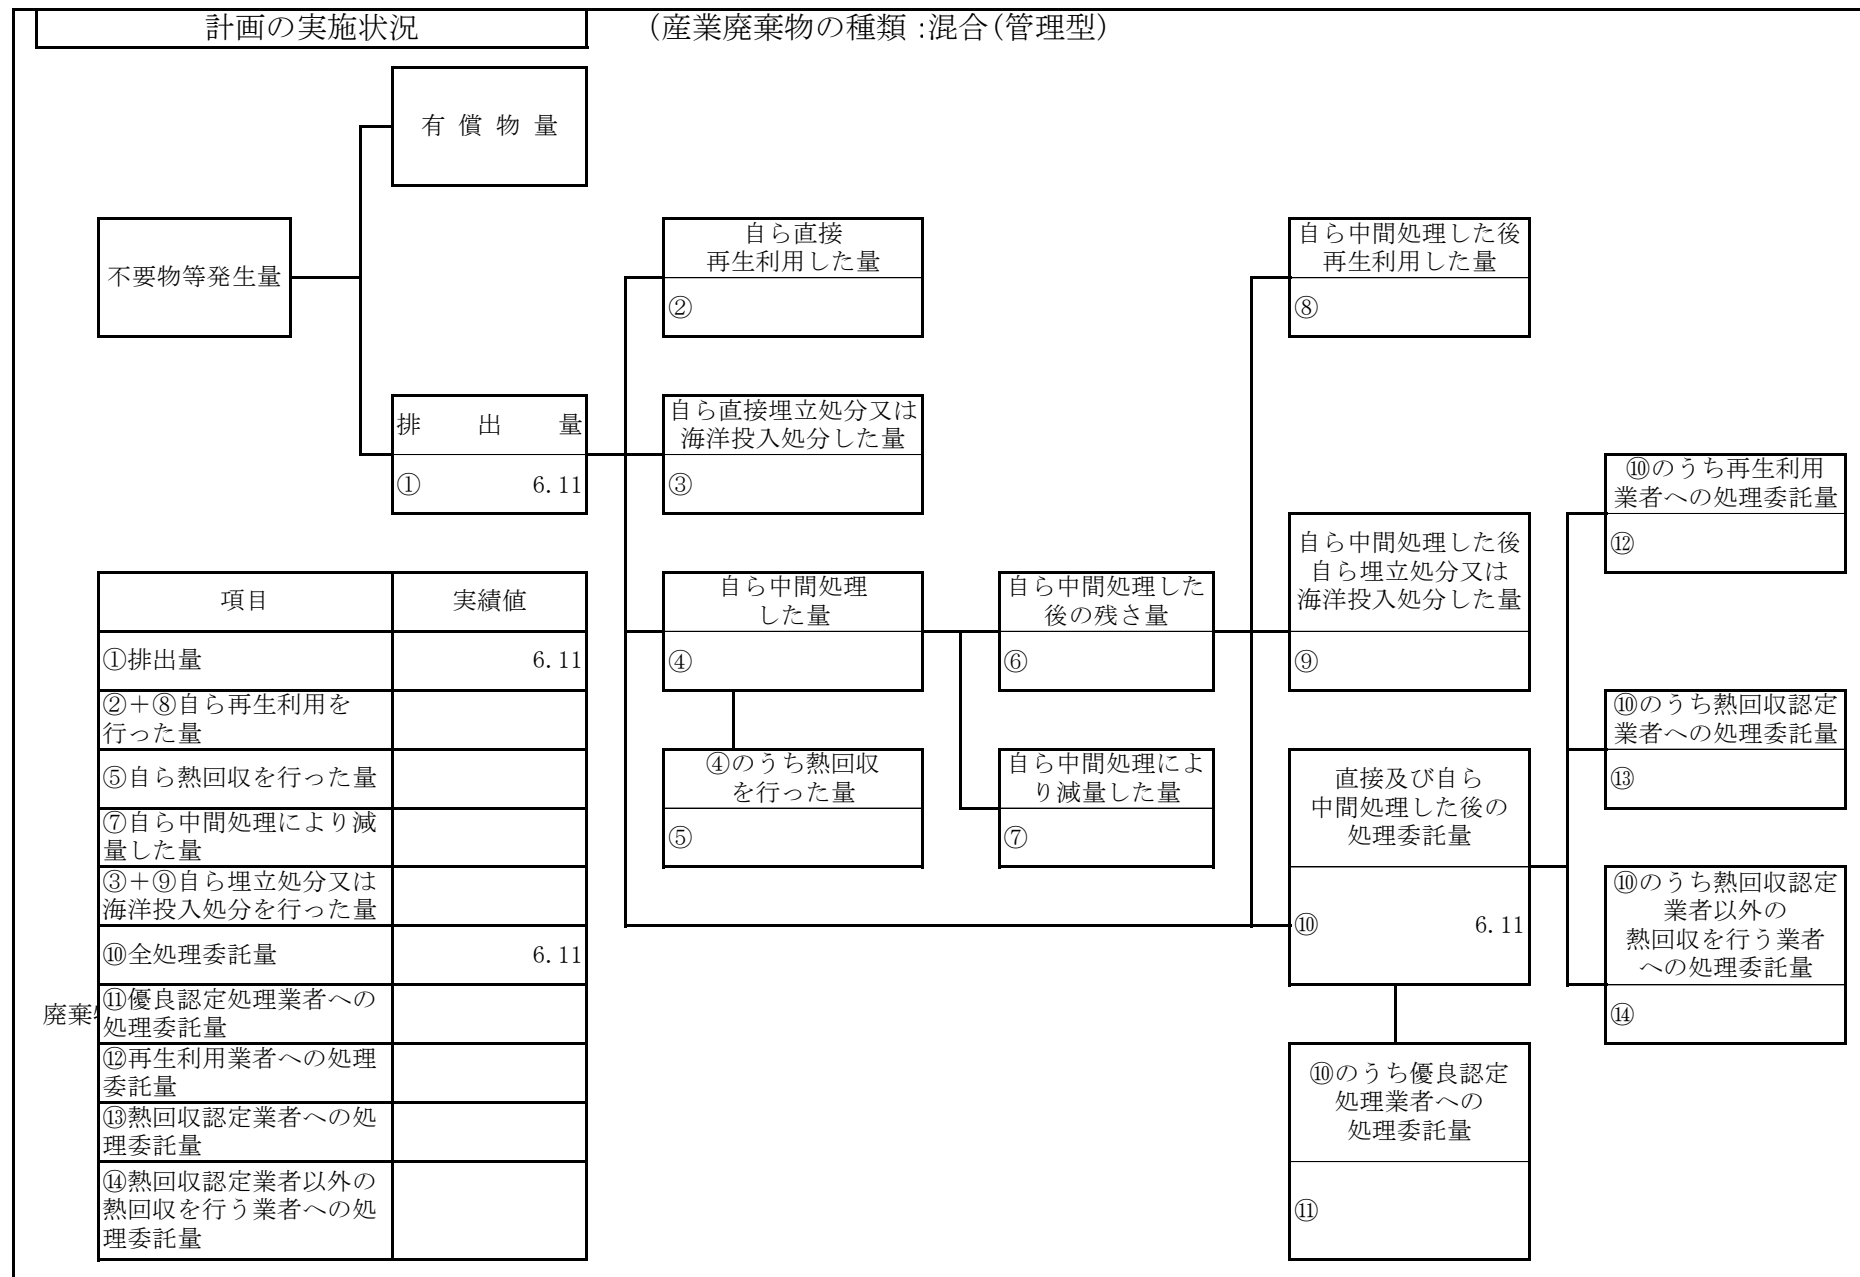 計画の実施状況
(産業廃棄物の種類:混合(管理型)
有 償 物 量
不要物等発生量
自ら直接
再生利用した量
②
自ら中間処理した後
再生利用した量
⑧
排 出 量
① 6.11
自ら直接埋立処分又は
海洋投入処分した量
③
⑩のうち再生利用
業者への処理委託量
⑫
自ら中間処理した後
自ら埋立処分又は
海洋投入処分した量
⑨
自ら中間処理
した量
④
自ら中間処理した
後の残さ量
⑥
④のうち熱回収
を行った量
⑤
自ら中間処理によ
り減量した量
⑦
直接及び自ら
中間処理した後の
処理委託量
⑩ 6.11
⑩のうち熱回収認定
業者への処理委託量
⑬
⑩のうち熱回収認定
業者以外の
熱回収を行う業者
への処理委託量
⑭
⑩のうち優良認定
処理業者への
処理委託量
⑪
項目 実績値
①排出量 6.11
②+⑧自ら再生利用を
行った量
⑤自ら熱回収を行った量
⑦自ら中間処理により減
量した量
③+⑨自ら埋立処分又は
海洋投入処分を行った量
⑩全処理委託量 6.11
廃棄
⑪優良認定処理業者への
処理委託量
⑫再生利用業者への処理
委託量
⑬熱回収認定業者への処
理委託量
⑭熱回収認定業者以外の
熱回収を行う業者への処
理委託量